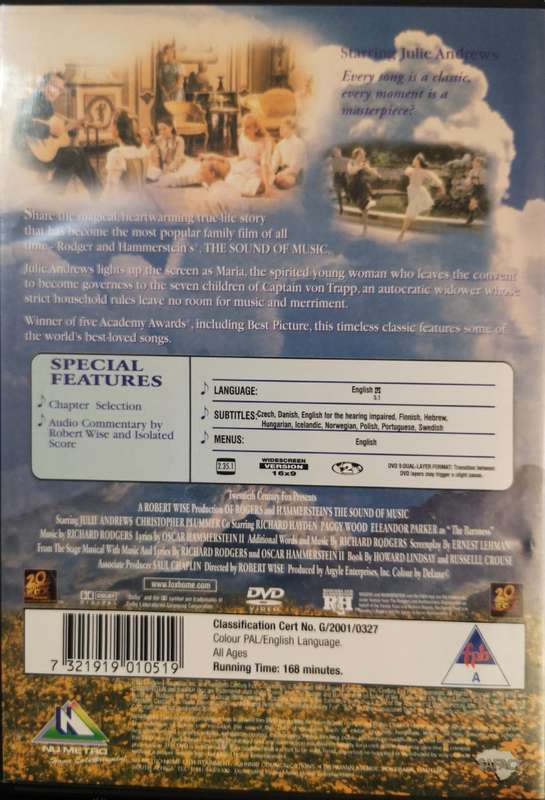 Starring Julie Andrews
Every song is a classic,
every moment is a
masterpiece!
Share the magical, heartwarming true-life story
that has become the most popular family film of all
time - Rodger and Hammerstein's', THE SOUND OF MUSIC.
Julie Andrews lights up the screen as Maria, the spirited young woman who leaves the convent
to become governess to the seven children of Captain von Trapp, an autocratic widower whose
strict household rules leave no room for music and merriment.
Winner of five Academy Awards', including Best Picture, this timeless classic features some of
the world's best-loved songs.
SPECIAL
FEATURES
Chapter Selection
Audio Commentary by
Robert Wise and Isolated
Score
LANGUAGE: English
5.1
SUBTITLES: Czech, Danish, English for the hearing impaired, Finnish, Hebrew,
Hungarian, Icelandic, Norwegian, Polish, Portuguese, Swedish
MENUS: English
2.35:1
WIDESCREEN
VERSION
16x9
2
DVD 9 DUAL-LAYER FORMAT: Transition between
DVD layers may trigger a slight pause.
Twentieth Century Fox Presents
A ROBERT WISE Production OF RODGERS and HAMMERSTEIN'S THE SOUND OF MUSIC
Starring JULIE ANDREWS CHRISTOPHER PLUMMER Co Starring RICHARD HAYDEN PAGGY WOOD ELEANDOR PARKER as "The Baroness"
Music by RICHARD RODGERS Lyrics by OSCAR HAMMERSTEIN II Additional Words and Music By RICHARD RODGERS Screenplay By ERNEST LEHMAN
From The Stage Musical With Music And Lyrics By RICHARD RODGERS and OSCAR HAMMERSTEIN II Book By HOWARD LINDSAY and RUSSELL CROUSE
Associate Producer SAUL CHAPLIN Directed by ROBERT WISE Produced by Argyle Enterprises, Inc. Colour by DeLuxe®
20
www.foxhome.com
DOLBY
DIGITAL
DVD
VIDEO
R&H
20
7 321919 010519
Classification Cert No. G/2001/0327
Colour PAL/English Language.
All Ages
Running Time: 168 minutes.
fpb
A
NU METRO
Home Entertainment